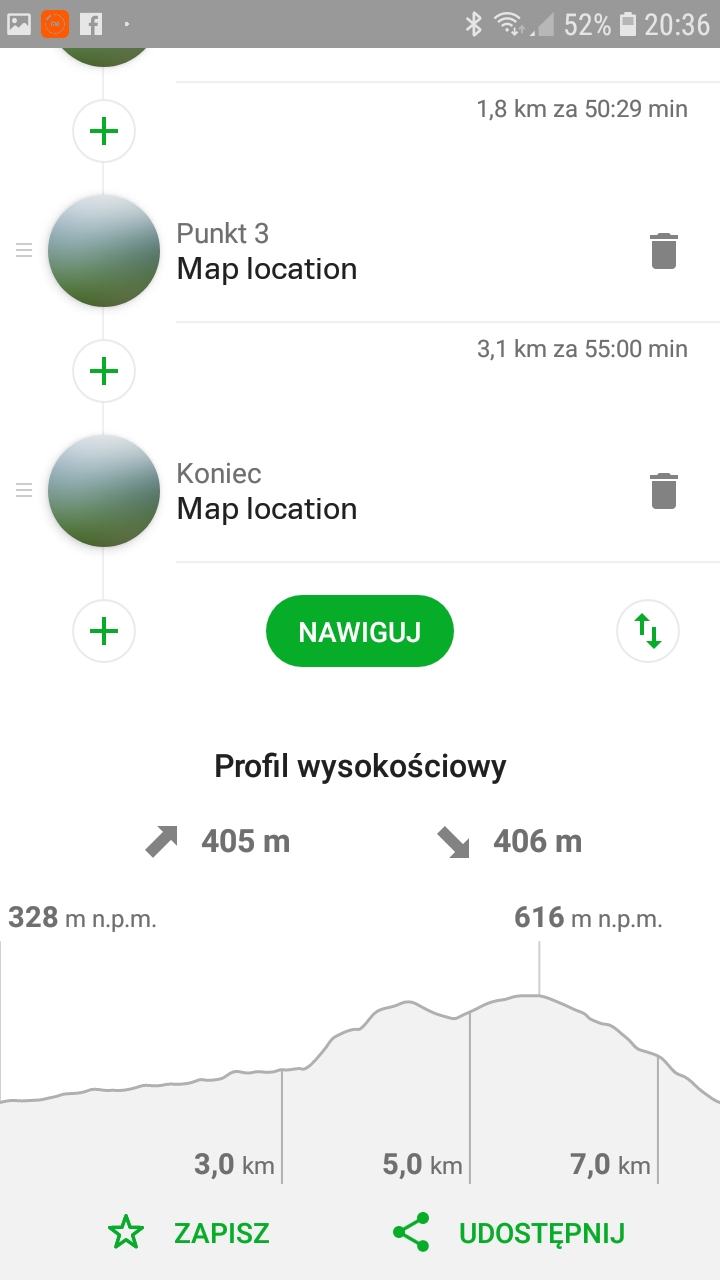 52% 20:36
1,8 km za 50:29 min
Punkt 3
Map location
3,1 km za 55:00 min
Koniec
Map location
NAWIGUJ
Profil wysokościowy
405 m 406 m
328 m n.p.m. 616 m n.p.m.
3,0 km 5,0 km 7,0 km
ZAPISZ UDOSTĘPNIJ